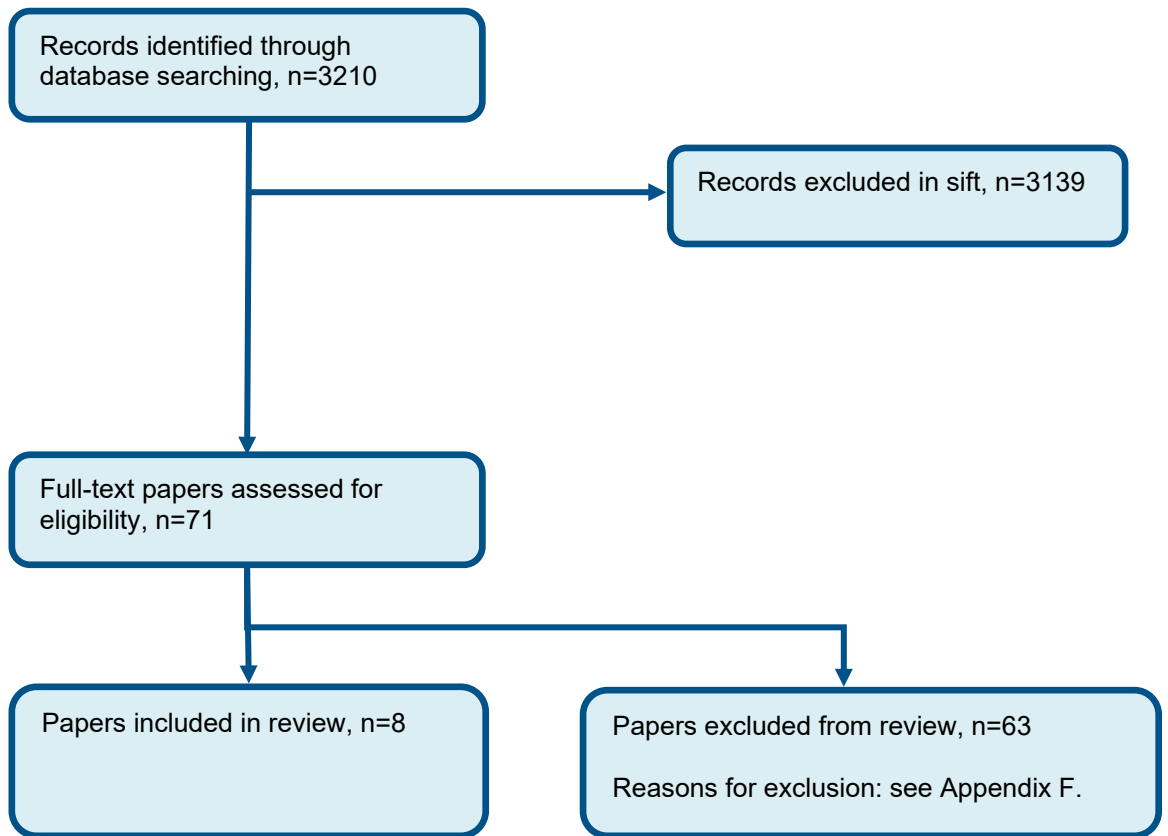 Records identified through
database searching, n=3210
Records excluded in sift, n=3139
Full-text papers assessed for
eligibility, n=71
Papers included in review, n=8
Papers excluded from review, n=63
Reasons for exclusion: see Appendix F.